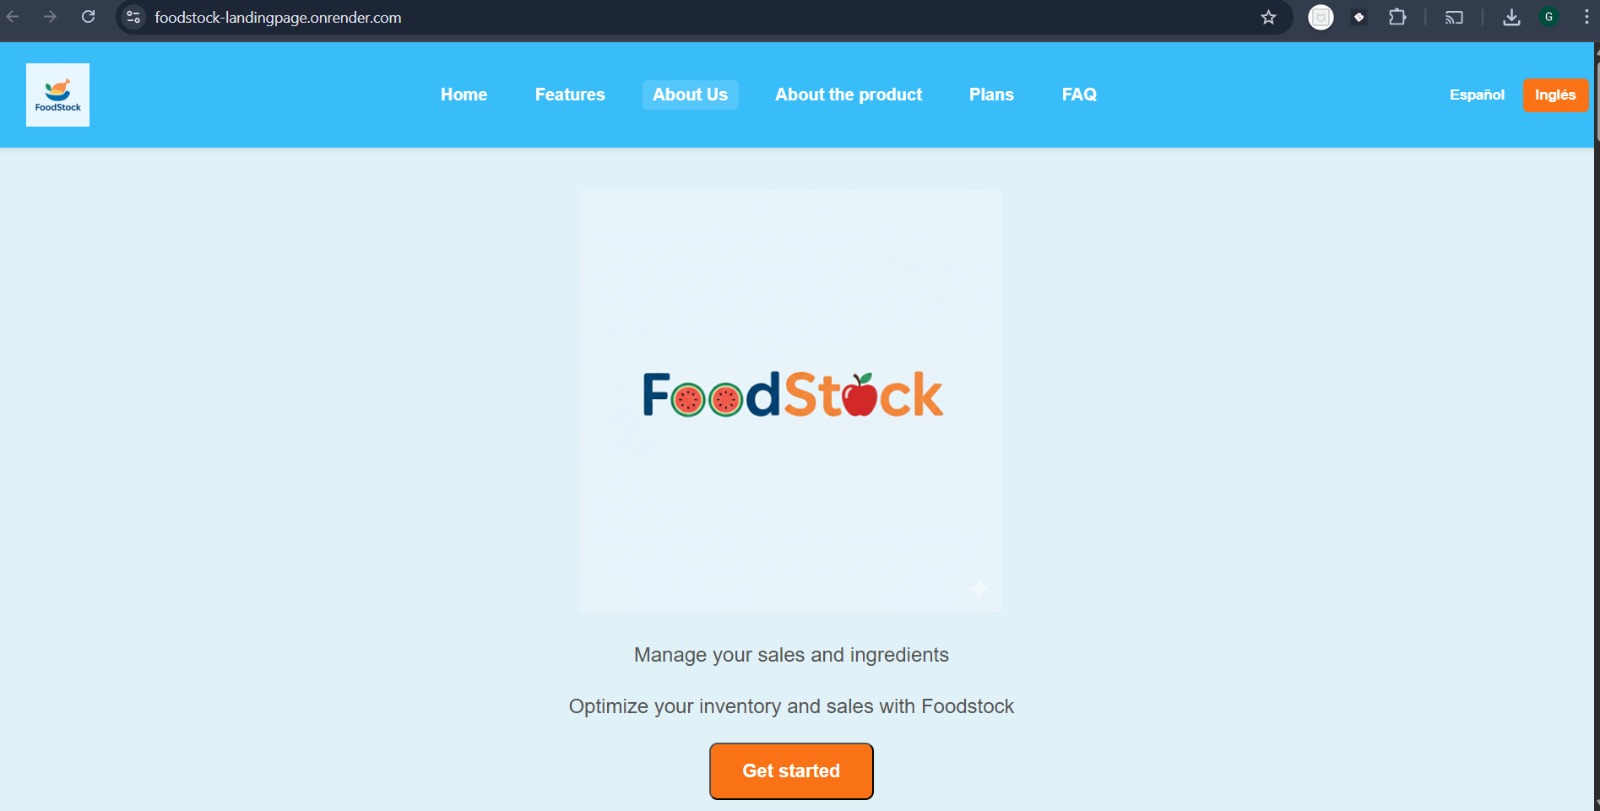 foodstock-landingpage.onrender.com
G
FoodStock
Home
Features
About Us
About the product
Plans
FAQ
Español
Inglés
FoodStock
Manage your sales and ingredients
Optimize your inventory and sales with Foodstock
Get started